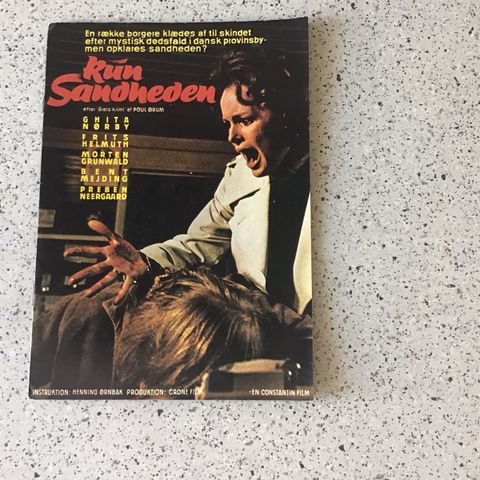 En række borgere klædes af til skindet
efter mystisk dødsfald i dansk provinsby-
men opklares sandheden?
Kun
Sandheden
efter "årets krimi" af POUL ØRUM
GHITA
NØRBY
FRITS
HELMUTH
MORTEN
GRUNWALD
BENT
MEJDING
PREBEN
NEERGAARD
INSTRUKTION: HENNING ØRNBAK PRODUKTION: CRONE FILM -EN CONSTANTIN FILM